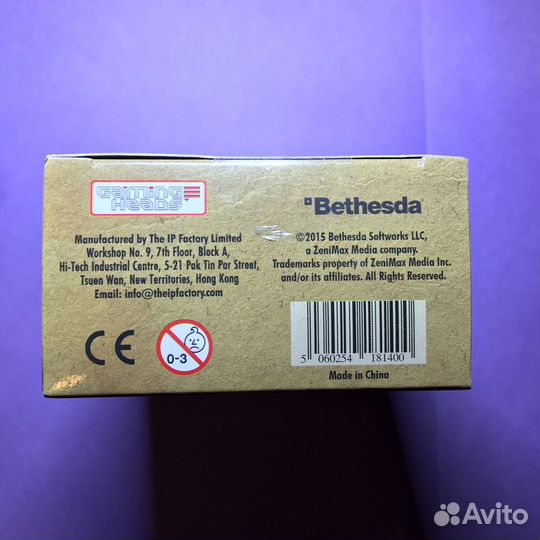 Gaming
Heads
Manufactured by The IP Factory Limited
Workshop No. 9, 7th Floor, Block A,
Hi-Tech Industrial Centre, 5-21 Pak Tin Par Street,
Tsuen Wan, New Territories, Hong Kong
Email: info@theipfactory.com
CE
0-3
Bethesda
©2015 Bethesda Softworks LLC,
a ZeniMax Media company.
Trademarks property of ZeniMax Media Inc.
and/or its affiliates. All Rights Reserved.
5 060254 181400
Made in China
Avito